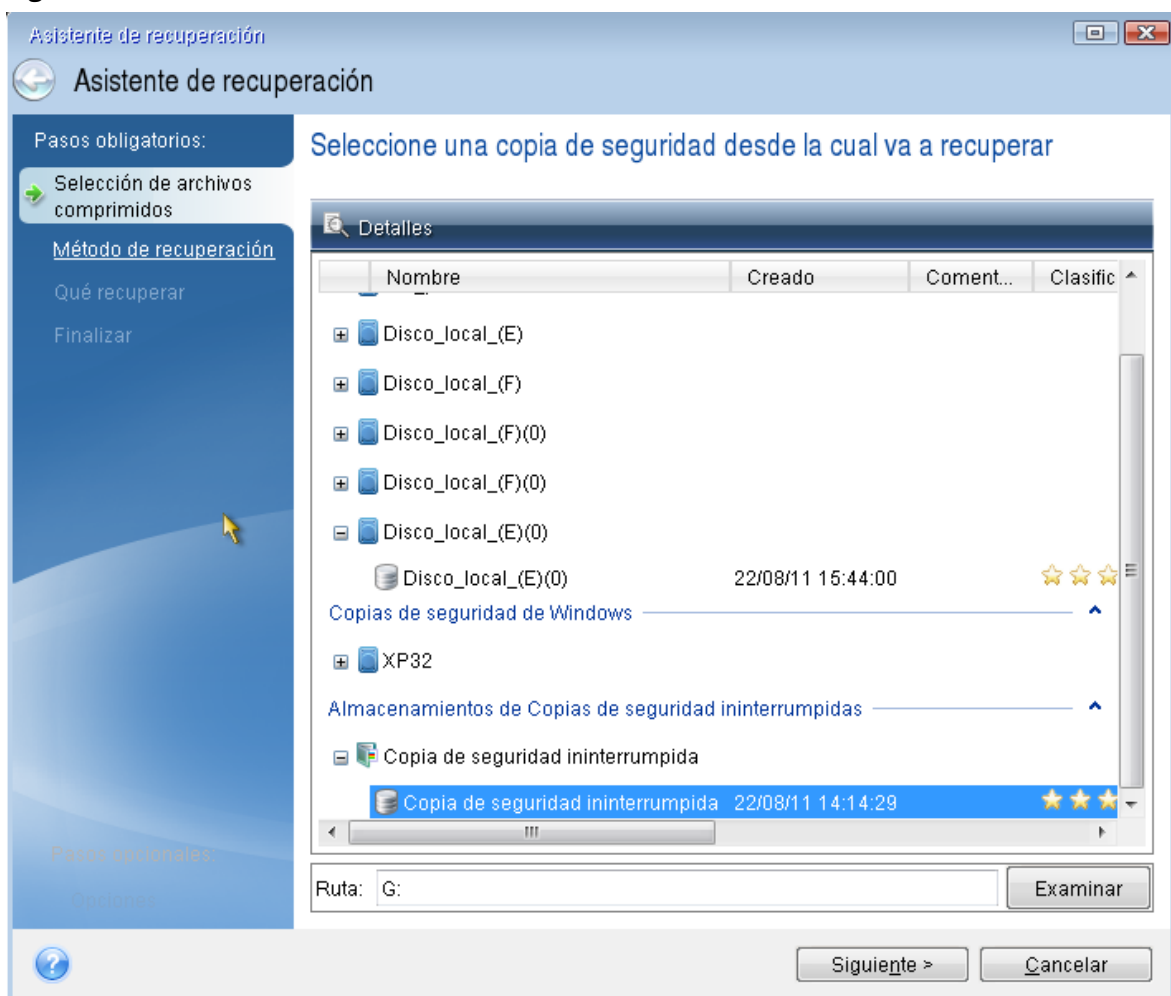 Asistente de recuperación
Asistente de recuperación
Pasos obligatorios:
Selección de archivos
comprimidos
Método de recuperación
Qué recuperar
Finalizar
Pasos opcionales:
Opciones
Seleccione una copia de seguridad desde la cual va a recuperar
Detalles
Nombre Creado Coment... Clasific
Disco_local_(E)
Disco_local_(F)
Disco_local_(F)(0)
Disco_local_(F)(0)
Disco_local_(E)(0)
Disco_local_(E)(0) 22/08/11 15:44:00
Copias de seguridad de Windows
XP32
Almacenamientos de Copias de seguridad ininterrumpidas
Copia de seguridad ininterrumpida
Copia de seguridad ininterrumpida 22/08/11 14:14:29
Ruta: G: Examinar
Siguiente > Cancelar